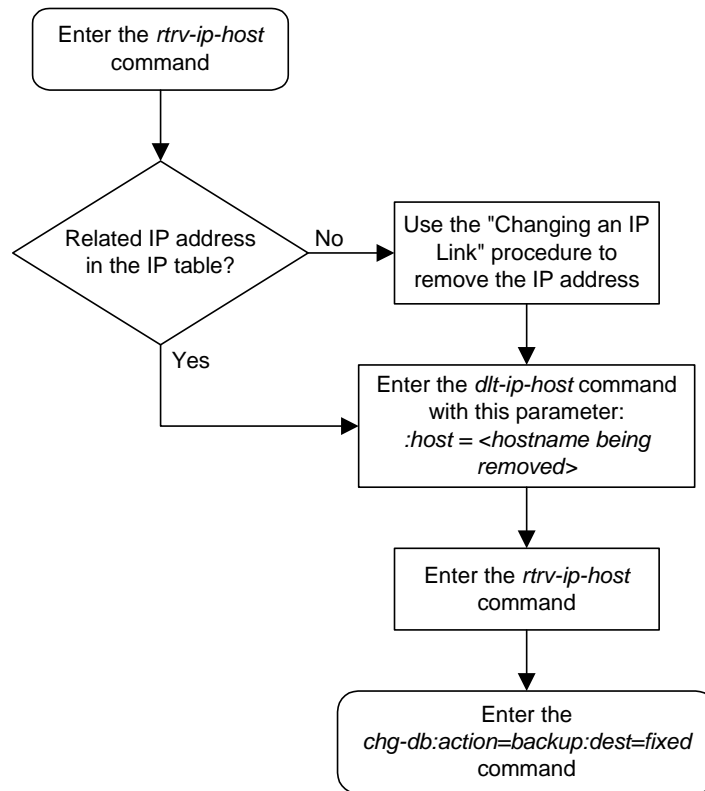 Enter the rtrv-ip-host
command
Related IP address
in the IP table?
No
Use the "Changing an IP
Link" procedure to
remove the IP address
Yes
Enter the dlt-ip-host command
with this parameter:
:host = <hostname being
removed>
Enter the rtrv-ip-host
command
Enter the
chg-db:action=backup:dest=fixed
command